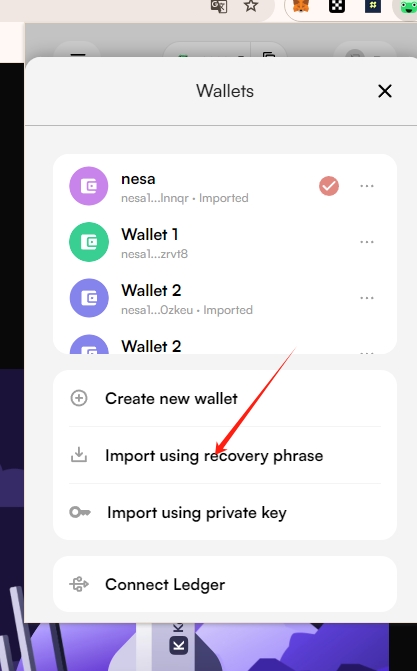 Wallets
nesa
nesa1...lnnqr · Imported
Wallet 1
nesa1...zrvt8
Wallet 2
nesa1...0zkeu · Imported
Wallet 2
Create new wallet
Import using recovery phrase
Import using private key
Connect Ledger
K